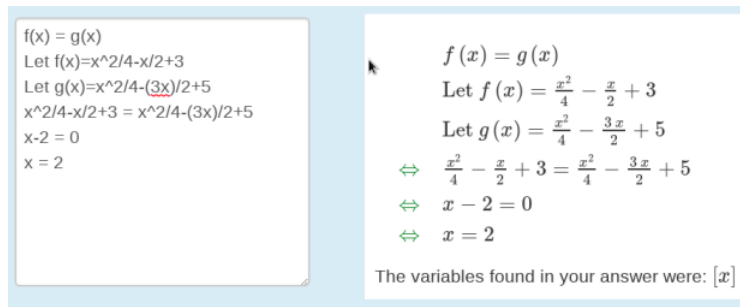 f(x) = g(x)
Let f(x)=x^2/4-x/2+3
Let g(x)=x^2/4-(3x)/2+5
x^2/4-x/2+3 = x^2/4-(3x)/2+5
x-2 = 0
x = 2
f (x) = g (x)
Let f (x) = x²/4 − x/2 + 3
Let g (x) = x²/4 − 3 x/2 + 5
⇔ x²/4 − x/2 + 3 = x²/4 − 3 x/2 + 5
⇔ x − 2 = 0
⇔ x = 2
The variables found in your answer were: [x]